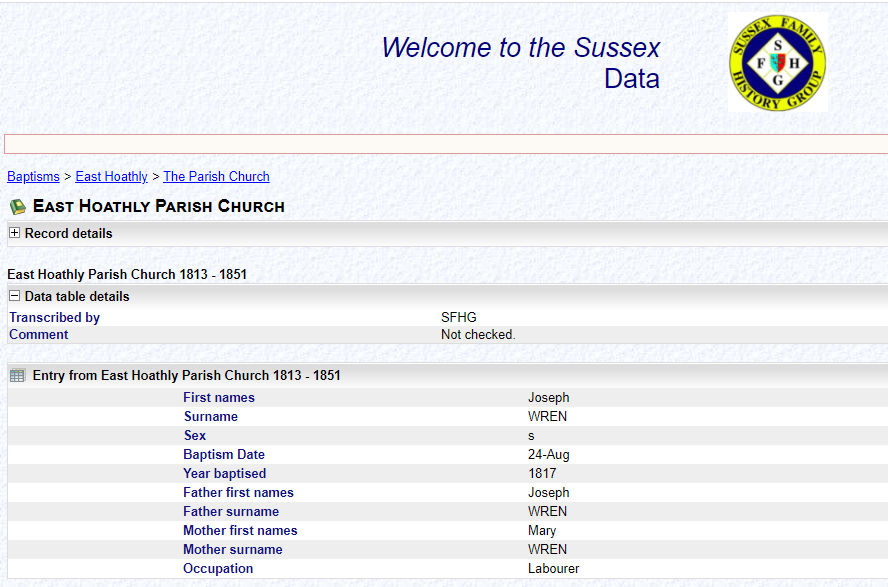 Welcome to the Sussex
Data
SUSSEX FAMILY
HISTORY GROUP
S
F H
G
Baptisms > East Hoathly > The Parish Church
East Hoathly Parish Church
Record details
East Hoathly Parish Church 1813 - 1851
Data table details
Transcribed by SFHG
Comment Not checked.
Entry from East Hoathly Parish Church 1813 - 1851
First names Joseph
Surname WREN
Sex s
Baptism Date 24-Aug
Year baptised 1817
Father first names Joseph
Father surname WREN
Mother first names Mary
Mother surname WREN
Occupation Labourer